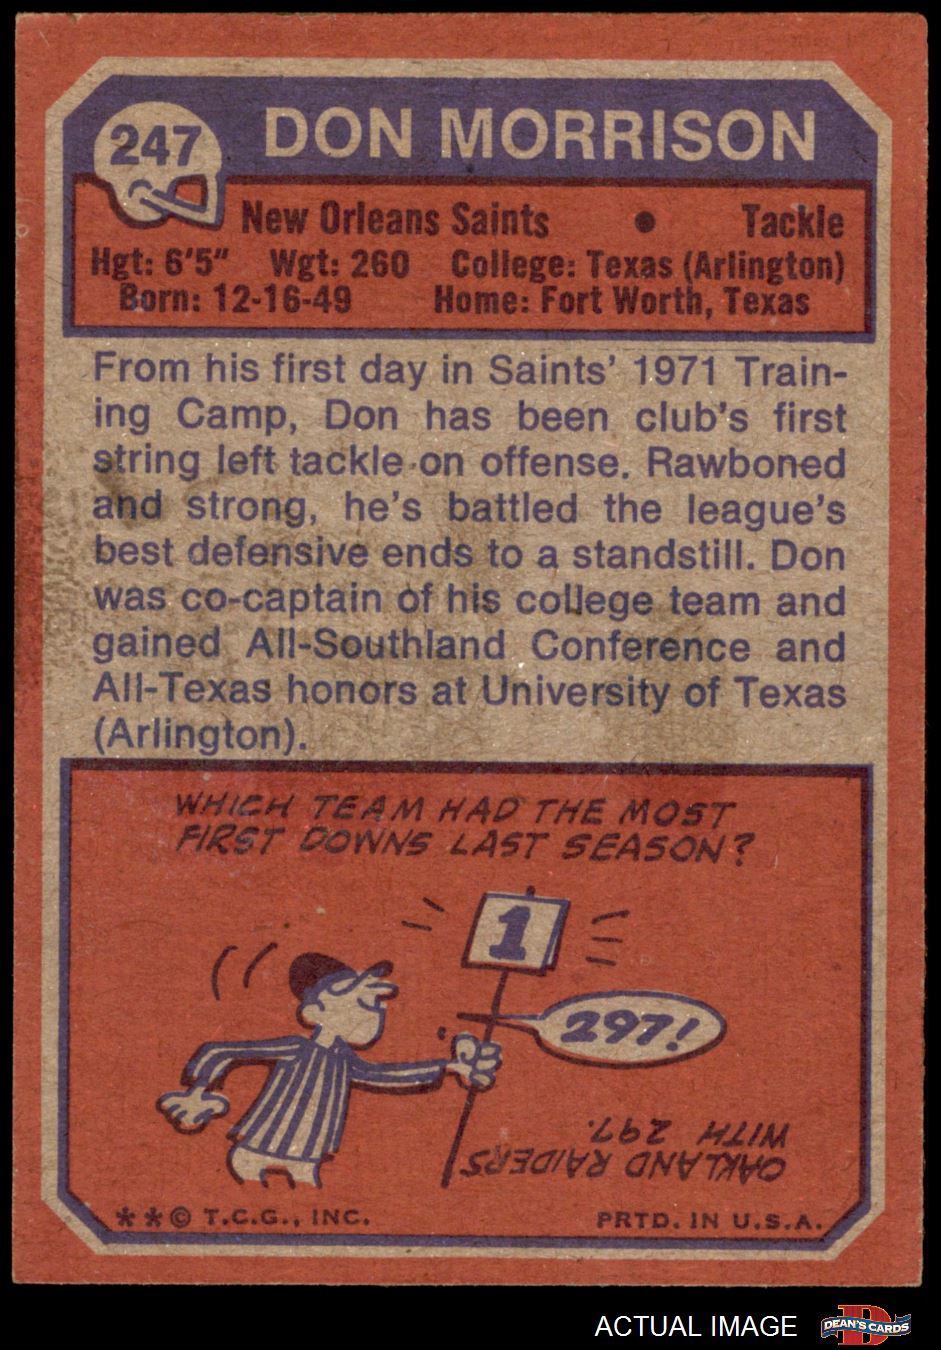 247
DON MORRISON
New Orleans Saints • Tackle
Hgt: 6'5" Wgt: 260 College: Texas (Arlington)
Born: 12-16-49 Home: Fort Worth, Texas
From his first day in Saints' 1971 Train-
ing Camp, Don has been club's first
string left tackle on offense. Rawboned
and strong, he's battled the league's
best defensive ends to a standstill. Don
was co-captain of his college team and
gained All-Southland Conference and
All-Texas honors at University of Texas
(Arlington).
WHICH TEAM HAD THE MOST
FIRST DOWNS LAST SEASON?
1
297!
OAKLAND RAIDERS
WITH 297.
**© T.C.G., INC. PRTD. IN U.S.A.
ACTUAL IMAGE
D
DEAN'S CARDS